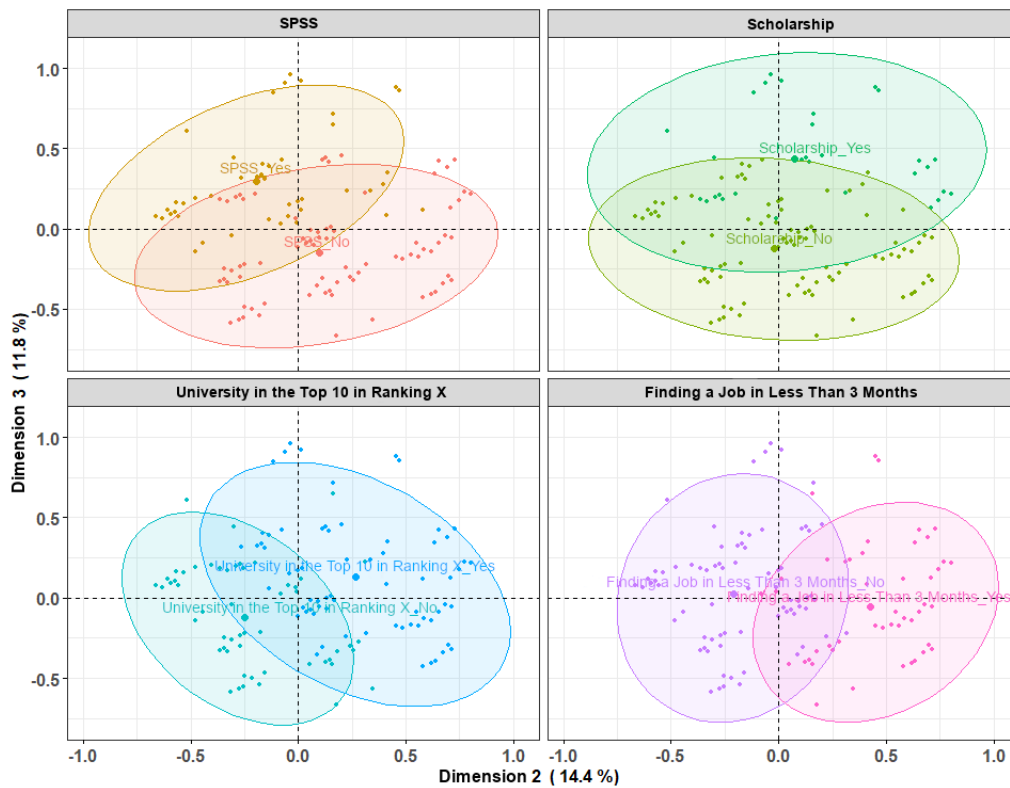 SPSS
Scholarship
1.0
0.5
0.0
-0.5
SPSS_Yes
SPSS_No
Scholarship_Yes
Scholarship_No
Dimension 3 ( 11.8 %)
University in the Top 10 in Ranking X
Finding a Job in Less Than 3 Months
1.0
0.5
0.0
-0.5
University in the Top 10 in Ranking X_Yes
University in the Top 10 in Ranking X_No
Finding a Job in Less Than 3 Months_No
Finding a Job in Less Than 3 Months_Yes
-1.0 -0.5 0.0 0.5 1.0 -1.0 -0.5 0.0 0.5 1.0
Dimension 2 ( 14.4 %)